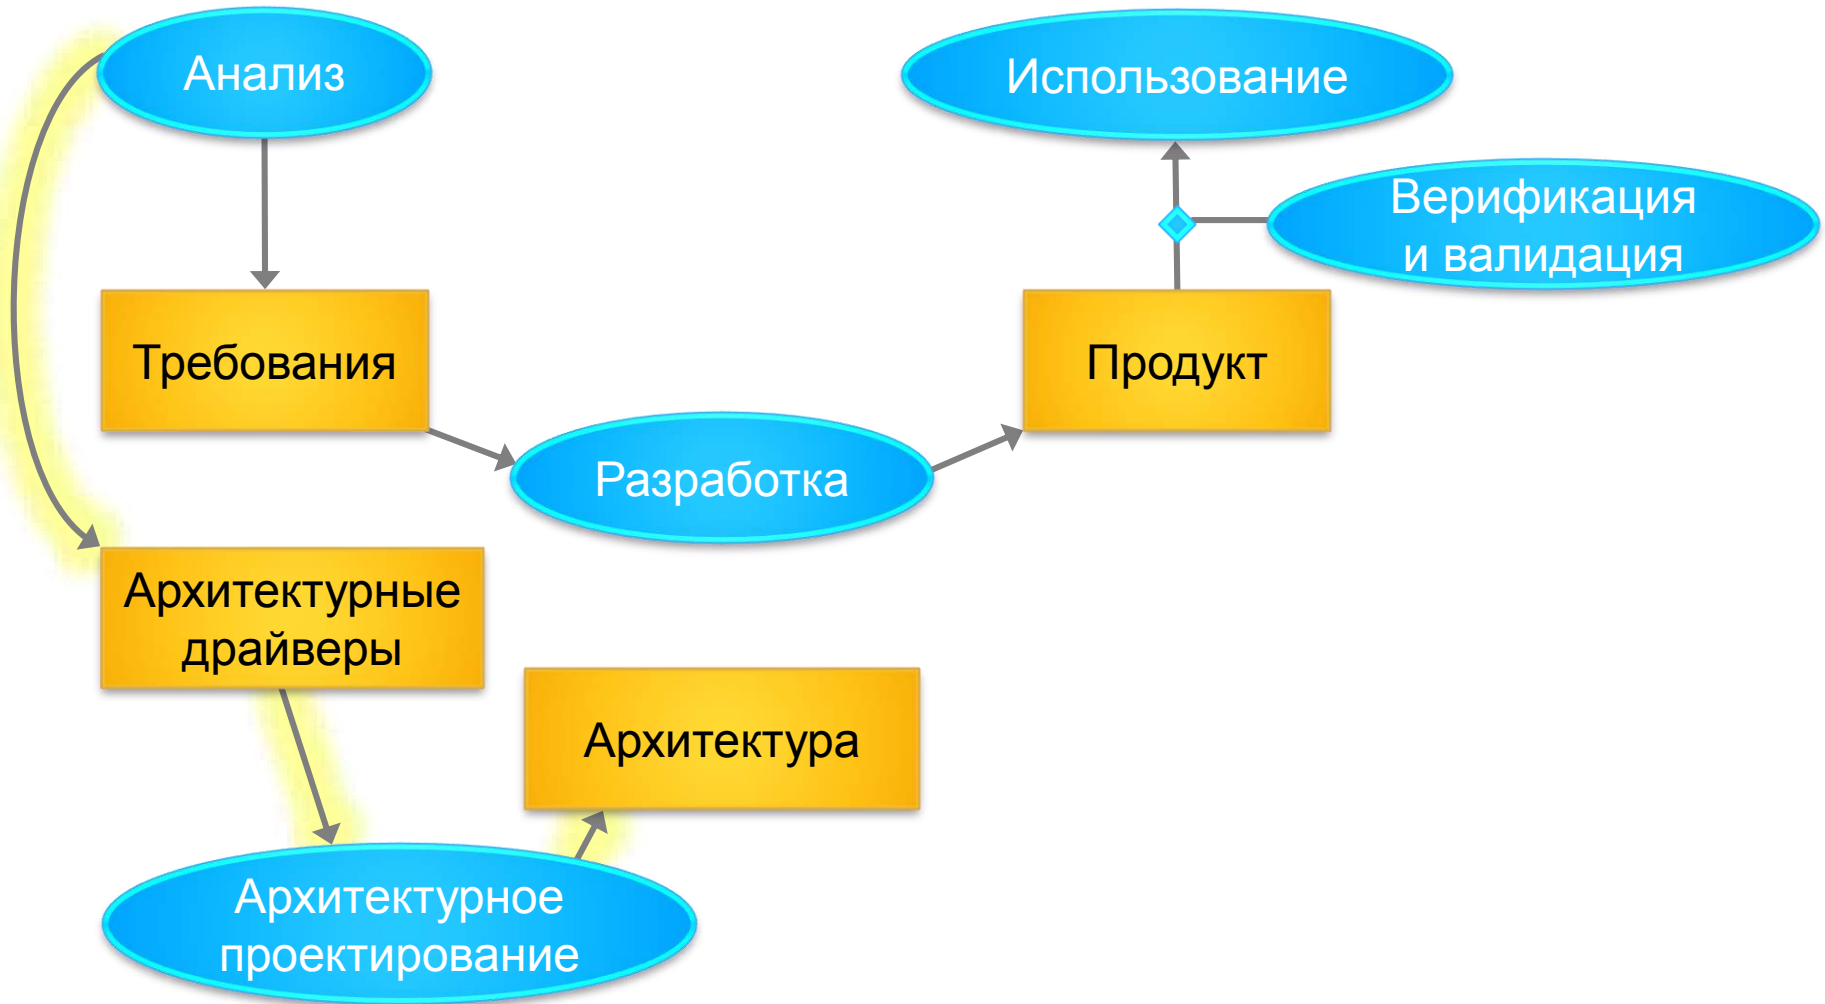 Анализ
Использование
Верификация
и валидация
Требования
Продукт
Разработка
Архитектурные
драйверы
Архитектура
Архитектурное
проектирование